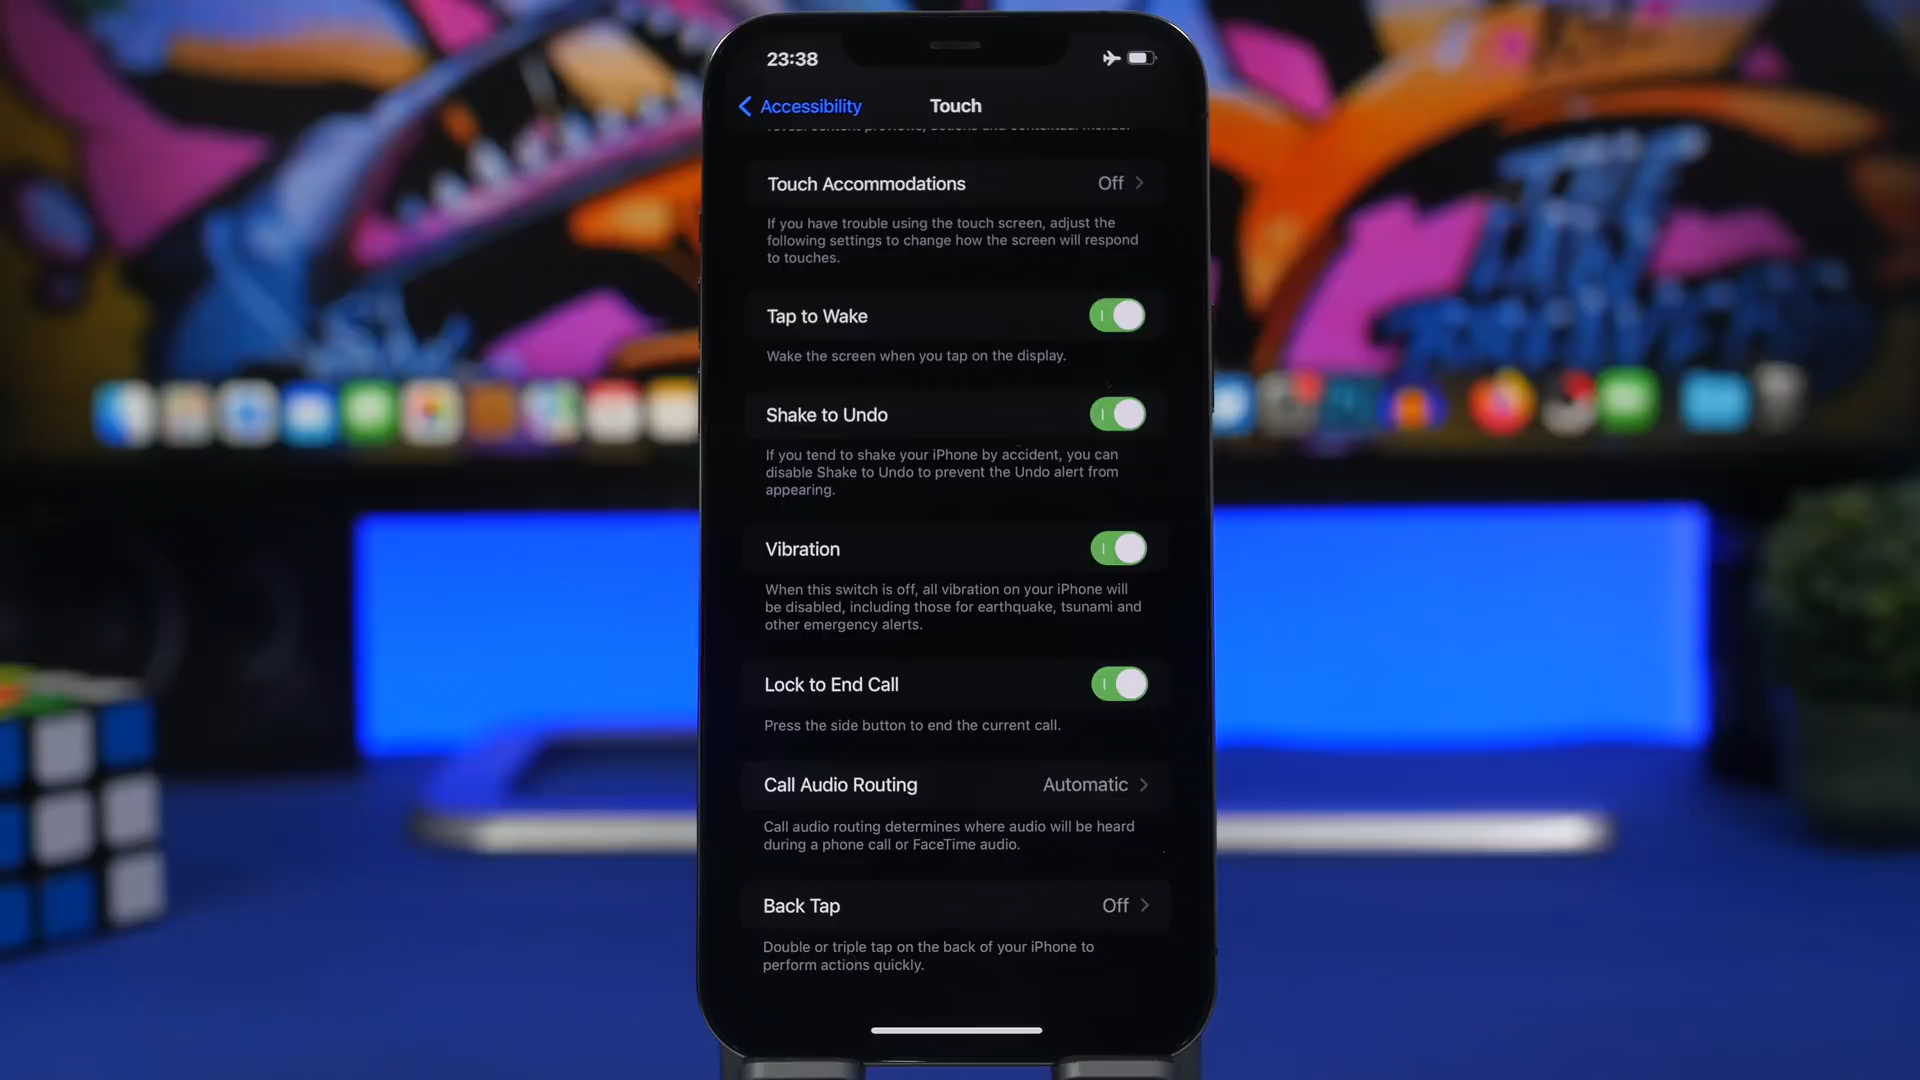 23:38
Accessibility
Touch
reveal content previews, actions and contextual menus.
Touch Accommodations
Off
If you have trouble using the touch screen, adjust the
following settings to change how the screen will respond
to touches.
Tap to Wake
Wake the screen when you tap on the display.
Shake to Undo
If you tend to shake your iPhone by accident, you can
disable Shake to Undo to prevent the Undo alert from
appearing.
Vibration
When this switch is off, all vibration on your iPhone will
be disabled, including those for earthquake, tsunami and
other emergency alerts.
Lock to End Call
Press the side button to end the current call.
Call Audio Routing
Automatic
Call audio routing determines where audio will be heard
during a phone call or FaceTime audio.
Back Tap
Off
Double or triple tap on the back of your iPhone to
perform actions quickly.